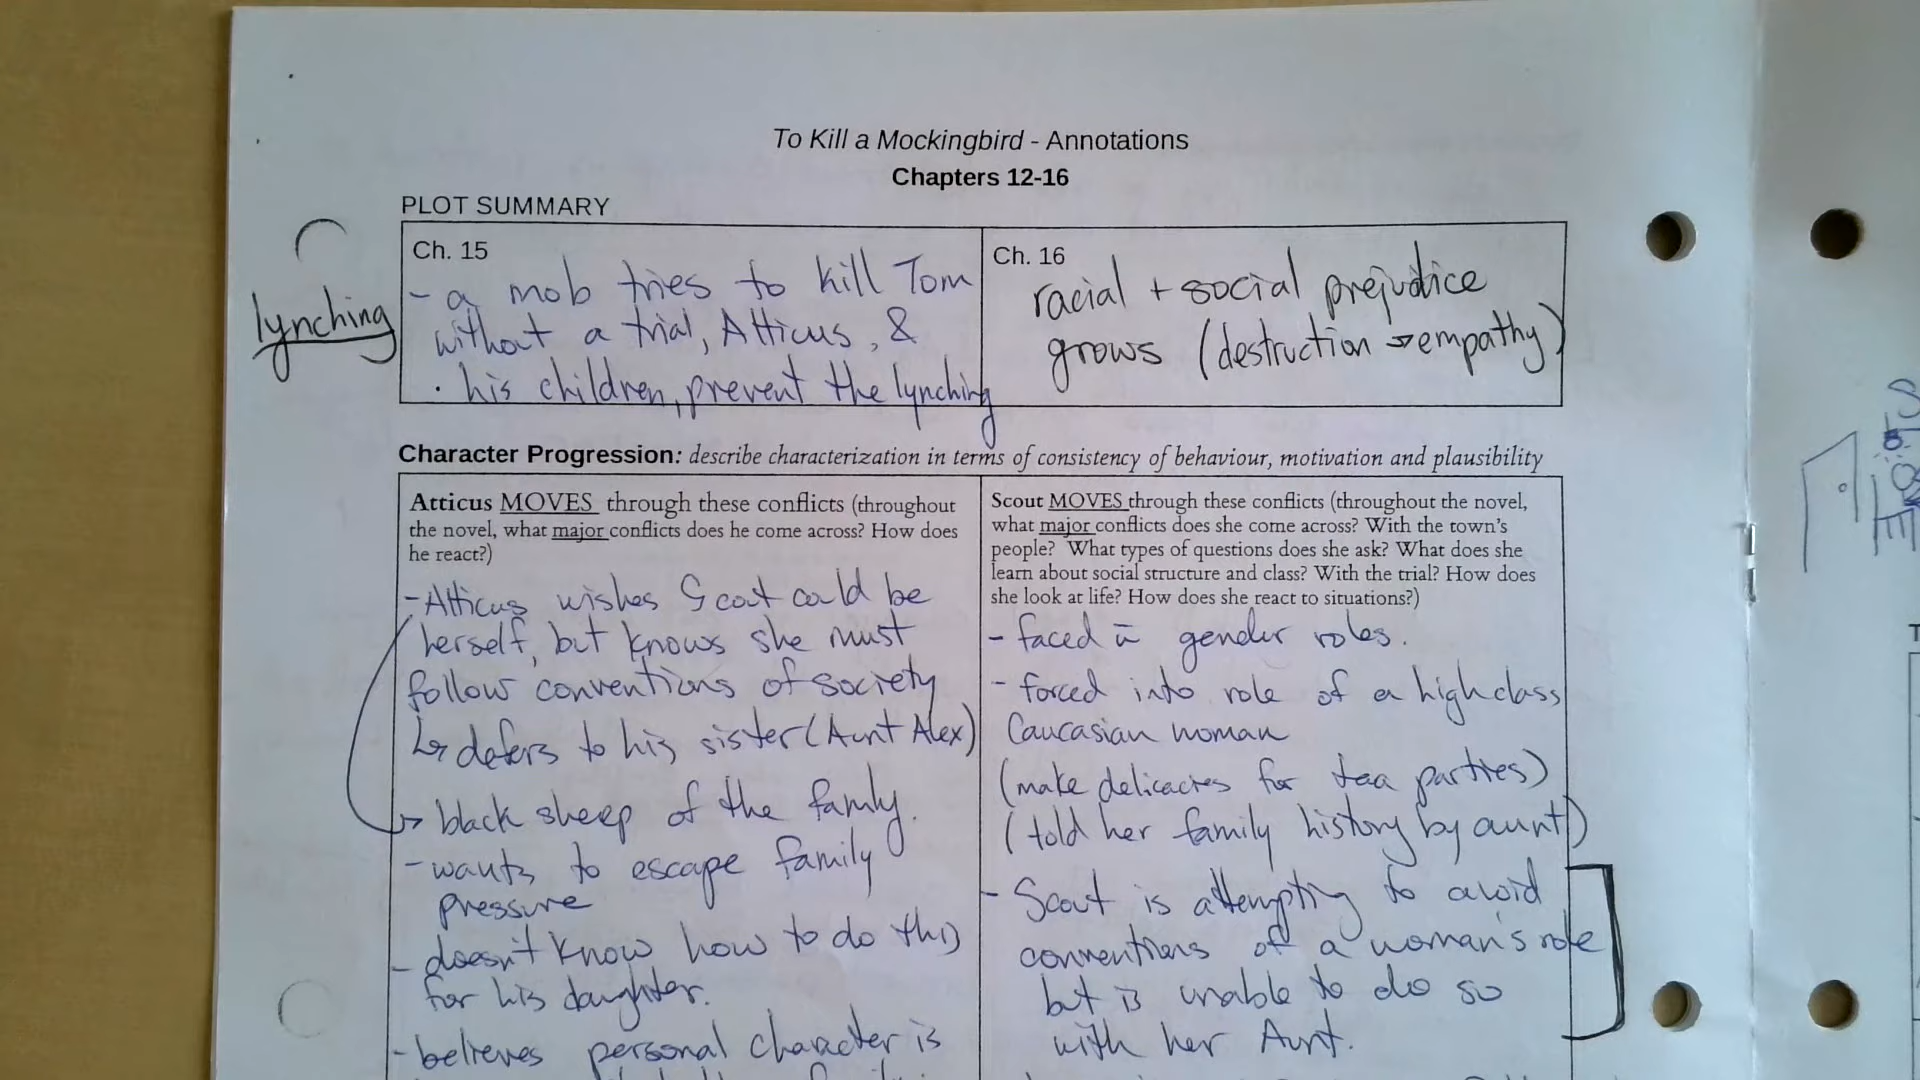 To Kill a Mockingbird - Annotations
Chapters 12-16
PLOT SUMMARY
lynching
Ch. 15
- a mob tries to kill Tom
without a trial, Atticus, &
· his children, prevent the lynching
Ch. 16
racial + social prejudice
grows (destruction → empathy)
Character Progression: describe characterization in terms of consistency of behaviour, motivation and plausibility
Atticus MOVES through these conflicts (throughout
the novel, what major conflicts does he come across? How does
he react?)
- Atticus wishes Scout could be
herself, but knows she must
follow conventions of society
↳ defers to his sister (Aunt Alex)
→ black sheep of the family.
- wants to escape family
pressure
- doesn't know how to do this
for his daughter.
- believes personal character is
Scout MOVES through these conflicts (throughout the novel,
what major conflicts does she come across? With the town's
people? What types of questions does she ask? What does she
learn about social structure and class? With the trial? How does
she look at life? How does she react to situations?)
- faced c̄ gender roles.
- forced into role of a high class
Caucasian woman
(make delicacies for tea parties)
(told her family history by aunt)
- Scout is attempting to avoid
conventions of a woman's role
but is unable to do so
with her Aunt.